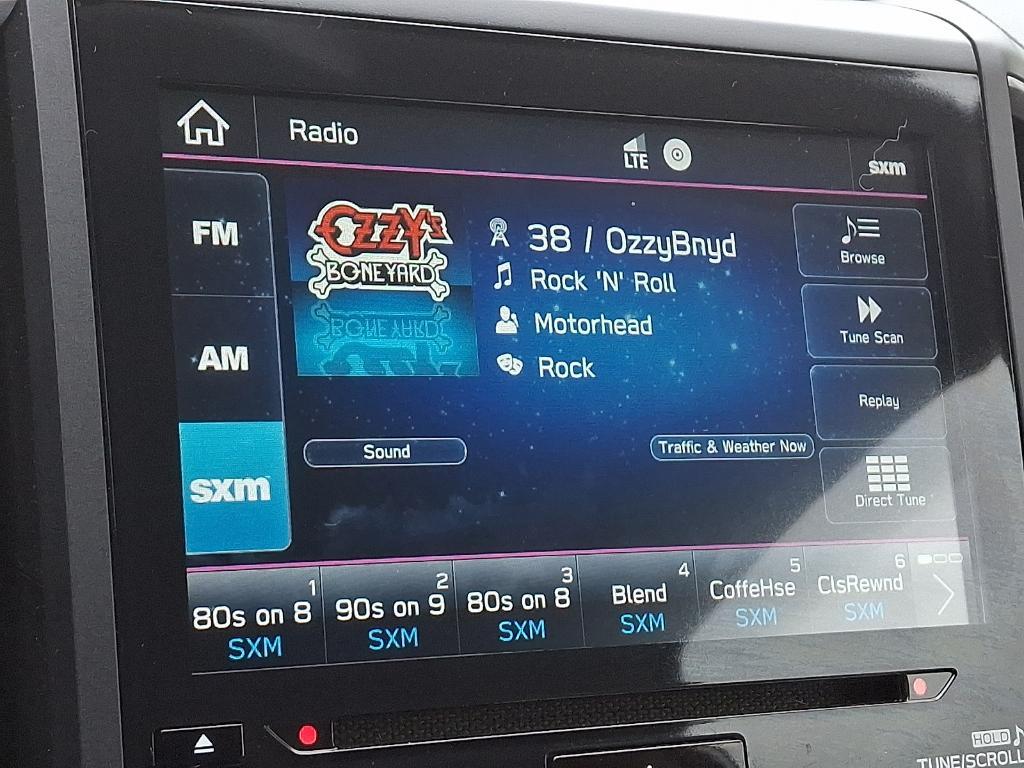 Radio
LTE
sxm
FM
AM
sxm
OZZY's
BONEYARD
38 / OzzyBnyd
Rock 'N' Roll
Motorhead
Rock
Browse
Tune Scan
Replay
Direct Tune
Sound
Traffic & Weather Now
1
80s on 8
SXM
2
90s on 9
SXM
3
80s on 8
SXM
4
Blend
SXM
5
CoffeHse
SXM
6
ClsRewnd
SXM
HOLD
TUNE/SCROLL